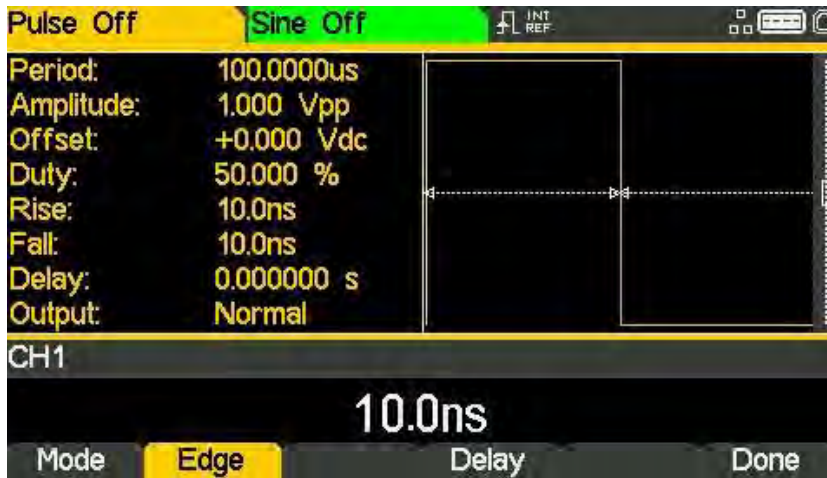 Pulse Off Sine Off INT REF
Period: 100.0000us
Amplitude: 1.000 Vpp
Offset: +0.000 Vdc
Duty: 50.000 %
Rise: 10.0ns
Fall: 10.0ns
Delay: 0.000000 s
Output: Normal
CH1
10.0ns
Mode Edge Delay Done